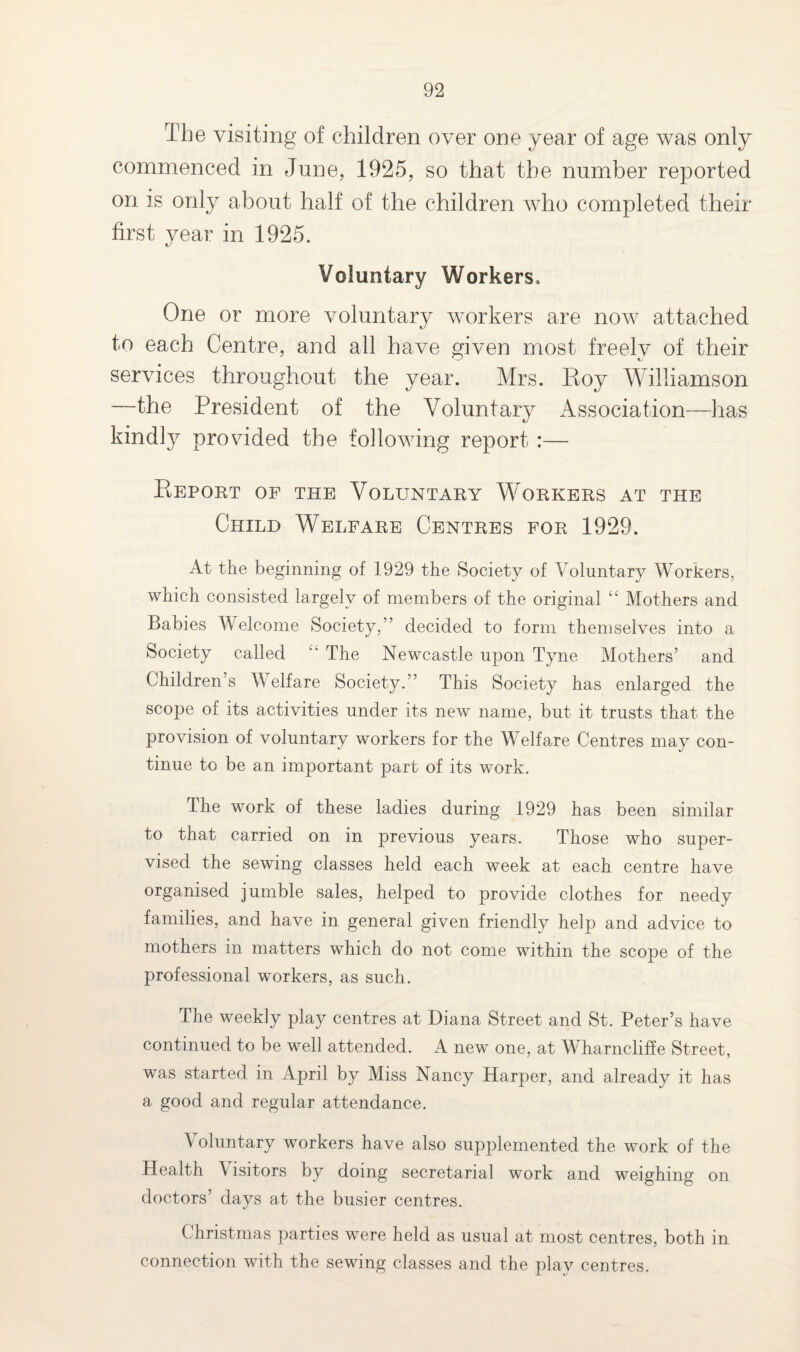 92
The visiting of children over one year of age was only
commenced in June, 1925, so that the number reported
on is only about half of the children who completed their
first year in 1925.
Voluntary Workers.
One or more voluntary workers are now attached
to each Centre, and all have given most freely of their
services throughout the year. Mrs. Roy Williamson
—the President of the Voluntary Association—has
kindly provided the following report :—
Report of the Voluntary Workers at the
Child Welfare Centres for 1929.
At the beginning of 1929 the Society of Voluntary Workers,
which consisted largely of members of the original “ Mothers and
Babies Welcome Society,” decided to form themselves into a
Society called “ The Newcastle upon Tyne Mothers’ and
Children’s Welfare Society.” This Society has enlarged the
scope of its activities under its new name, but it trusts that the
provision of voluntary workers for the Welfare Centres may con-
tinue to be an important part of its work.
The work of these ladies during 1929 has been similar
to that carried on in previous years. Those who super-
vised the sewing classes held each week at each centre have
organised jumble sales, helped to provide clothes for needy
families, and have in general given friendly help and advice to
mothers in matters which do not come within the scope of the
professional workers, as such.
The weekly play centres at Diana Street and St. Peter’s have
continued to be well attended. A new one, at Wharncliffe Street,
was started in April by Miss Nancy Harper, and already it has
a good and regular attendance.
Voluntary workers have also supplemented the work of the
Health Visitors by doing secretarial work and weighing on
doctors’ days at the busier centres.
Christmas parties were held as usual at most centres, both in
connection with the sewing classes and the play centres.